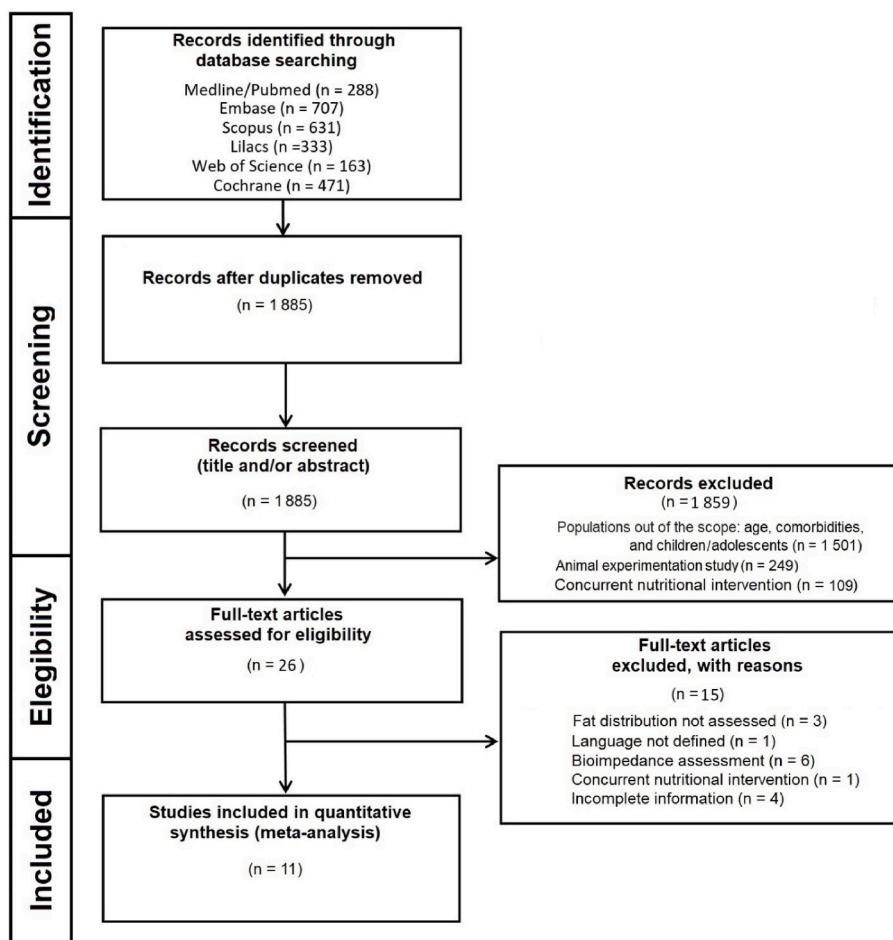 Identification
Records identified through
database searching
Medline/Pubmed (n = 288)
Embase (n = 707)
Scopus (n = 631)
Lilacs (n =333)
Web of Science (n = 163)
Cochrane (n = 471)
Screening
Records after duplicates removed
(n = 1 885)
Records screened
(title and/or abstract)
(n = 1 885)
Records excluded
(n = 1 859)
Populations out of the scope: age, comorbidities,
and children/adolescents (n = 1 501)
Animal experimentation study (n = 249)
Concurrent nutritional intervention (n = 109)
Elegibility
Full-text articles
assessed for eligibility
(n = 26)
Full-text articles
excluded, with reasons
(n = 15)
Fat distribution not assessed (n = 3)
Language not defined (n = 1)
Bioimpedance assessment (n = 6)
Concurrent nutritional intervention (n = 1)
Incomplete information (n = 4)
Included
Studies included in quantitative
synthesis (meta-analysis)
(n = 11)